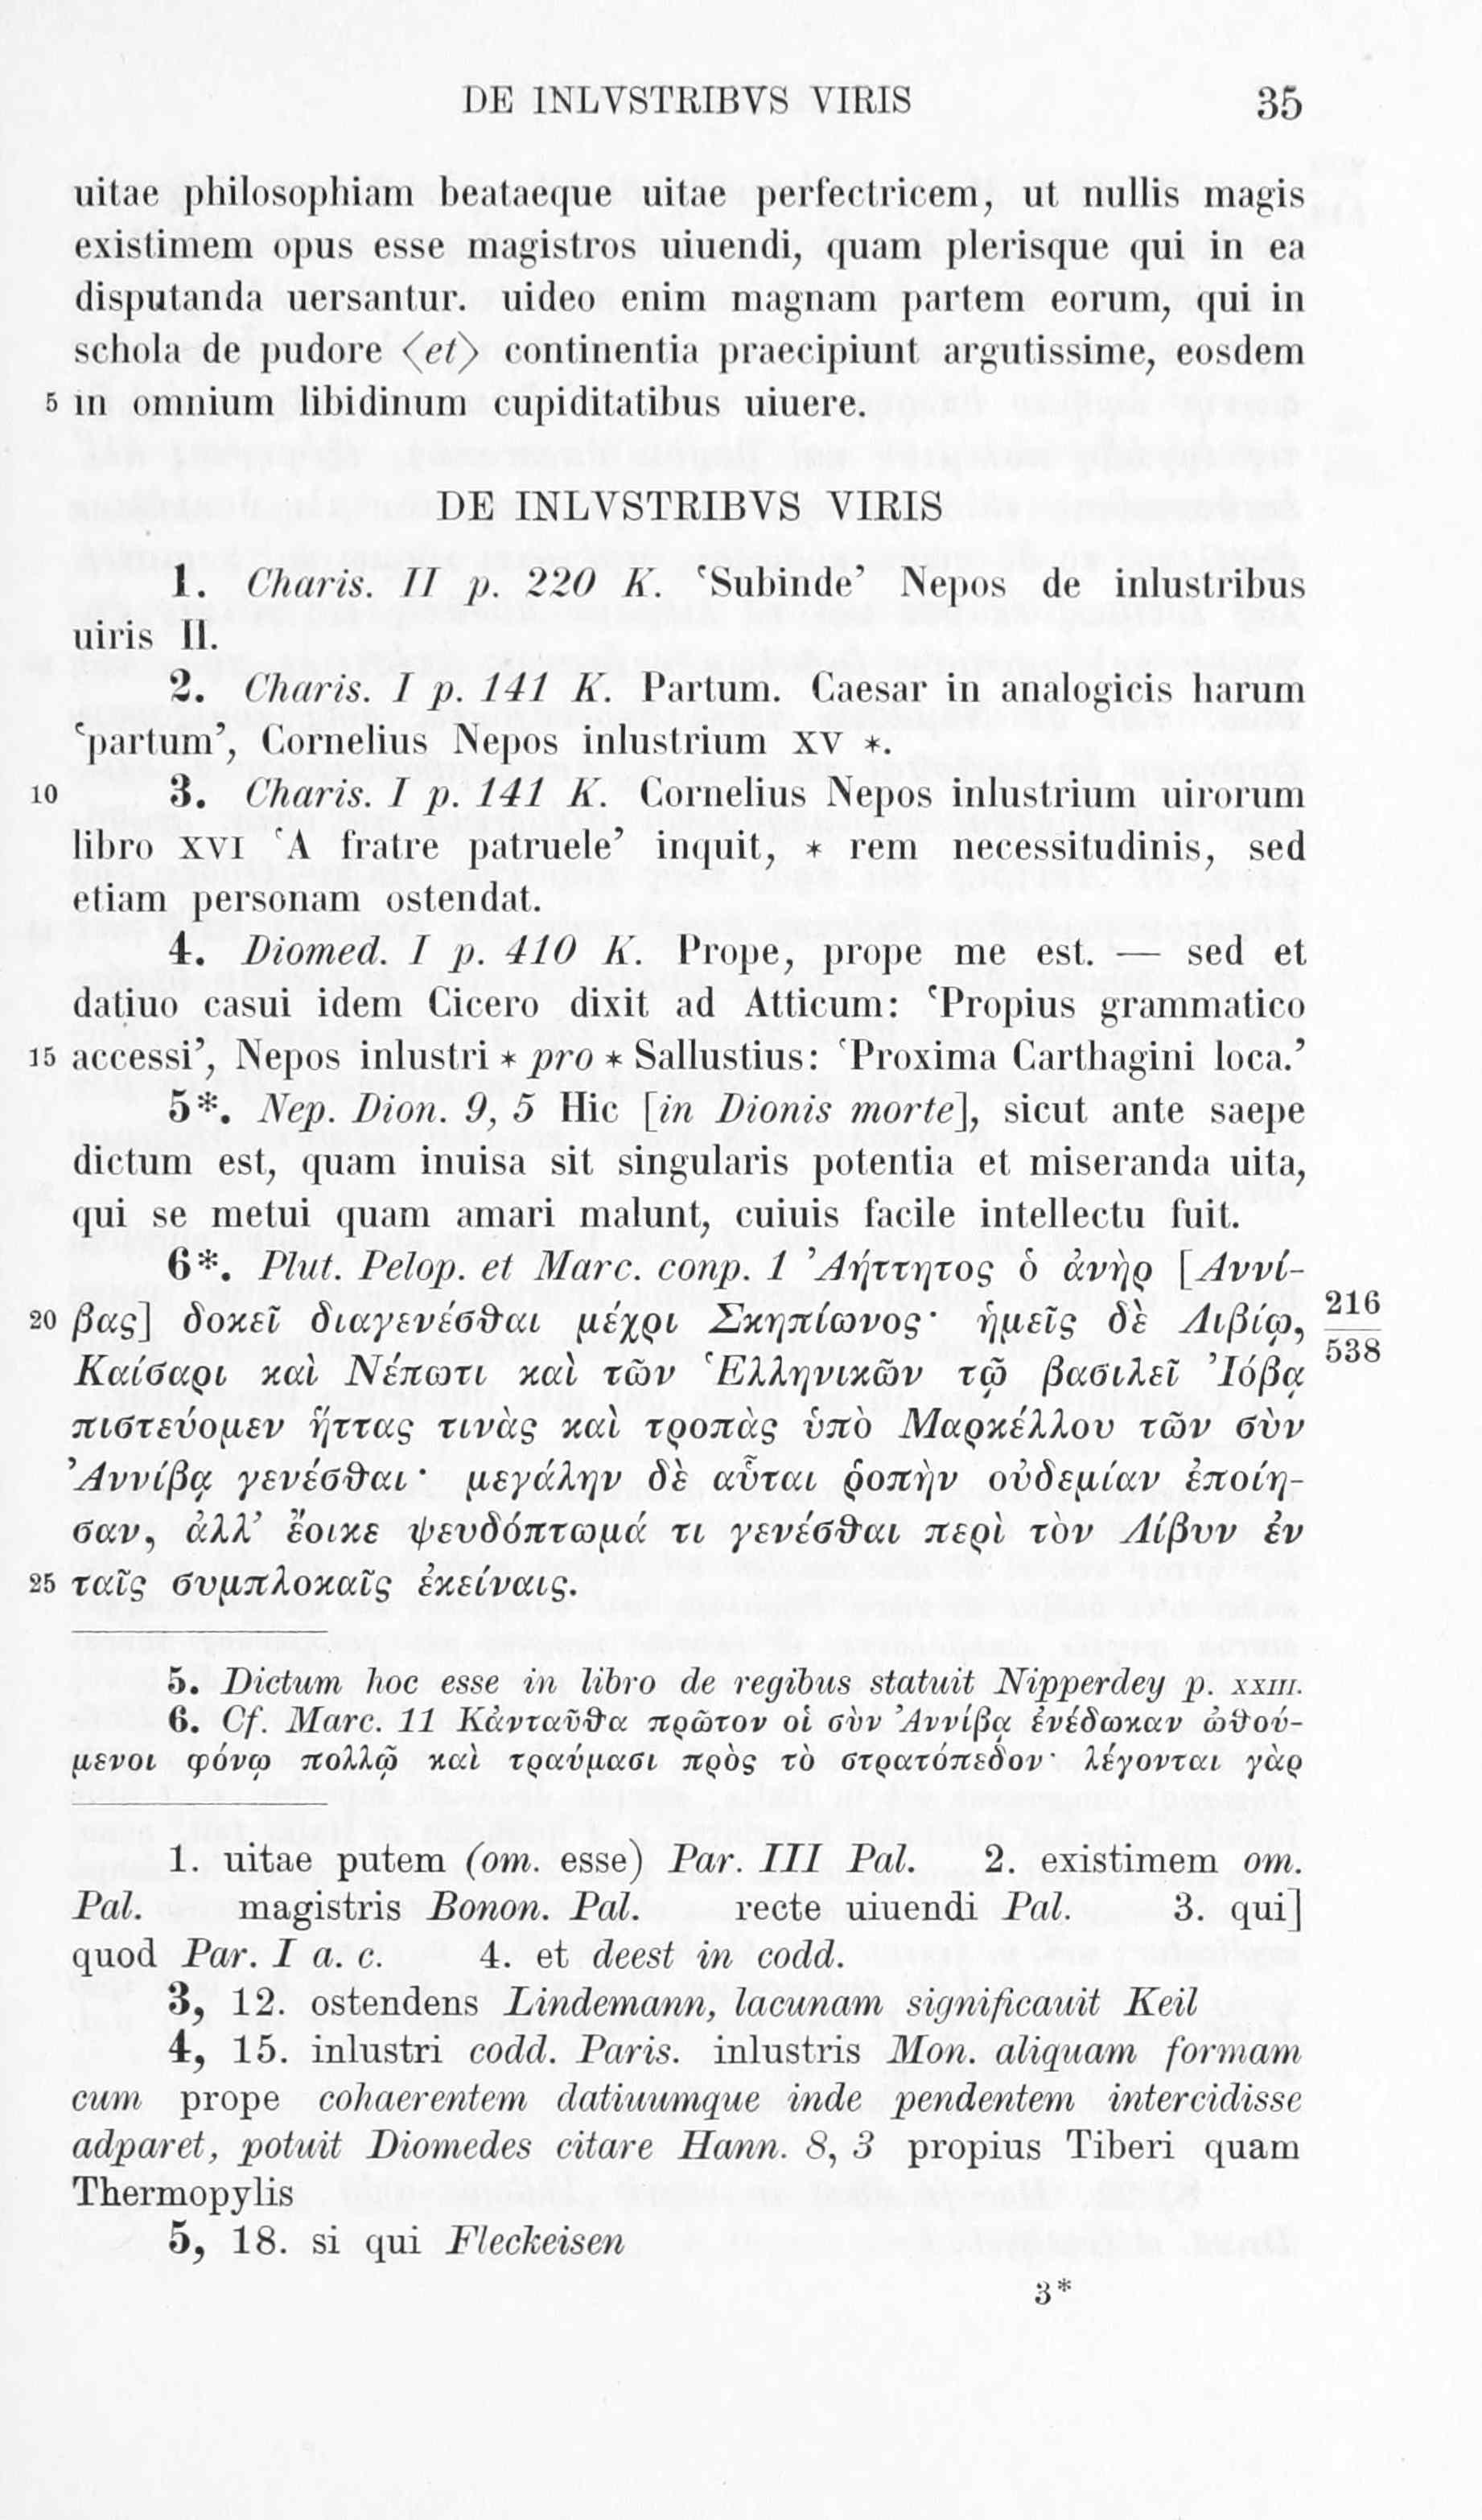 DE INLVSTRIBVS VIRIS 35
uitae philosophiam beataeque uitae perfectricem, ut nullis magis
existimem opus esse magistros uiuendi, quam plerisque qui in ea
disputanda uersantur. uideo enim magnam partem eorum, qui in
schola de pudore ⟨et⟩ continentia praecipiunt argutissime, eosdem
5 in omnium libidinum cupiditatibus uiuere.
DE INLVSTRIBVS VIRIS
1. Charis. II p. 220 K. ‛Subinde’ Nepos de inlustribus
uiris II.
2. Charis. I p. 141 K. Partum. Caesar in analogicis harum
‛partum’, Cornelius Nepos inlustrium XV *.
10 3. Charis. I p. 141 K. Cornelius Nepos inlustrium uirorum
libro XVI ‛A fratre patruele’ inquit, * rem necessitudinis, sed
etiam personam ostendat.
4. Diomed. I p. 410 K. Prope, prope me est. — sed et
datiuo casui idem Cicero dixit ad Atticum: ‛Propius grammatico
15 accessi’, Nepos inlustri * pro * Sallustius: ‛Proxima Carthagini loca.’
5*. Nep. Dion. 9, 5 Hic [in Dionis morte], sicut ante saepe
dictum est, quam inuisa sit singularis potentia et miseranda uita,
qui se metui quam amari malunt, cuiuis facile intellectu fuit.
6*. Plut. Pelop. et Marc. conp. 1 Ἀήττητος ὁ ἀνὴρ [Ἀννί-
20 βας] δοκεῖ διαγενέσθαι μέχρι Σκηπίωνος· ἡμεῖς δὲ Λιβίῳ, 216
538
Καίσαρι καὶ Νέπωτι καὶ τῶν Ἑλληνικῶν τῷ βασιλεῖ Ἰόβᾳ
πιστεύομεν ἥττας τινὰς καὶ τροπὰς ὑπὸ Μαρκέλλου τῶν σὺν
Ἀννίβᾳ γενέσθαι· μεγάλην δὲ αὗται ῥοπὴν οὐδεμίαν ἐποίη-
σαν, ἀλλ’ ἔοικε ψευδόπτωμά τι γενέσθαι περὶ τὸν Λίβυν ἐν
25 ταῖς συμπλοκαῖς ἐκείναις.
5. Dictum hoc esse in libro de regibus statuit Nipperdey p. XXIII.
6. Cf. Marc. 11 Κἀνταῦθα πρῶτον οἱ σὺν Ἀννίβᾳ ἐνέδωκαν ὠθού-
μενοι φόνῳ πολλῷ καὶ τραύμασι πρὸς τὸ στρατόπεδον· λέγονται γὰρ
1. uitae putem (om. esse) Par. III Pal. 2. existimem om.
Pal. magistris Bonon. Pal. recte uiuendi Pal. 3. qui]
quod Par. I a. c. 4. et deest in codd.
3, 12. ostendens Lindemann, lacunam significauit Keil
4, 15. inlustri codd. Paris. inlustris Mon. aliquam formam
cum prope cohaerentem datiuumque inde pendentem intercidisse
adparet, potuit Diomedes citare Hann. 8, 3 propius Tiberi quam
Thermopylis
5, 18. si qui Fleckeisen
3*